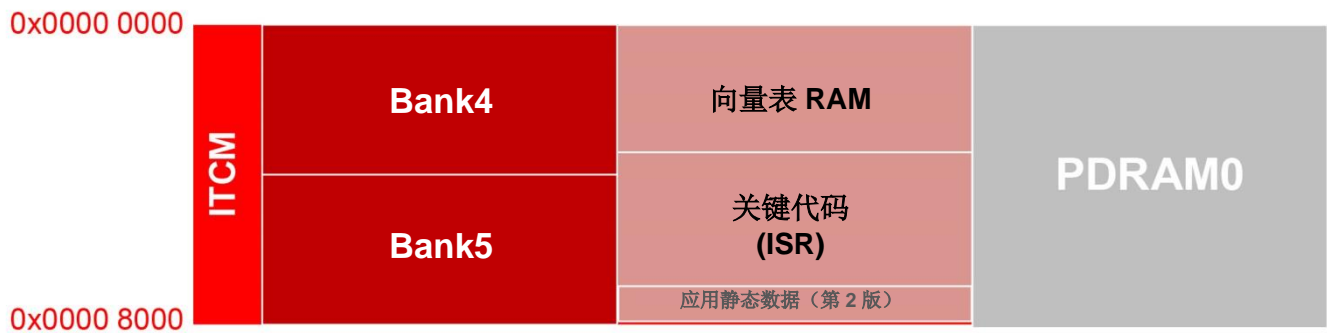 0x0000 0000
ITCM
Bank4
向量表 RAM
PDRAM0
关键代码
(ISR)
Bank5
应用静态数据（第 2 版）
0x0000 8000